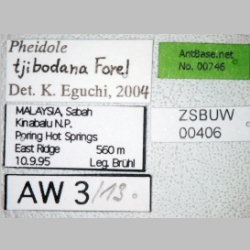 Pheidole
tjibodana Forel
Det. K. Eguchi, 2004
AntBase.net
No. 00746
MALAYSIA, Sabah
Kinabalu N.P.
Poring Hot Springs
East Ridge 560 m
10.9.95 Leg. Brühl
ZSBUW
00406
AW 3/13.